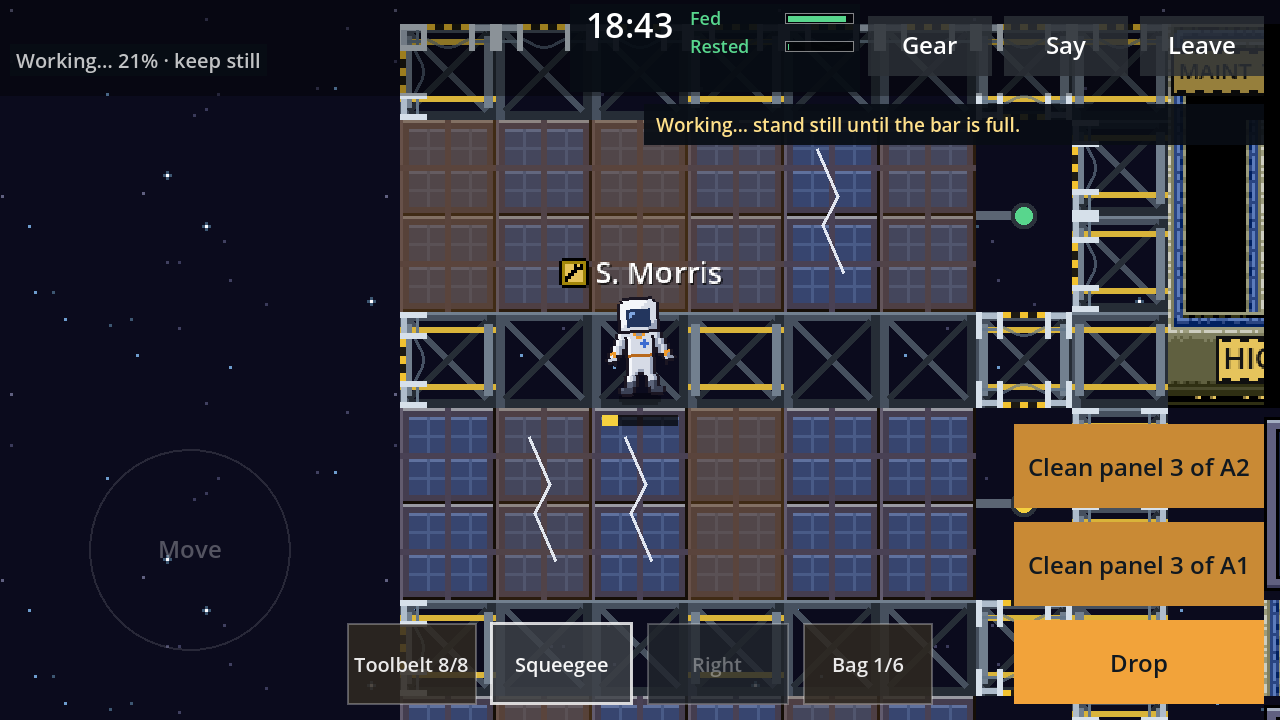 18:43
Fed
Rested
Gear
Say
Leave
Working... 21% · keep still
MAINT
Working... stand still until the bar is full.
S. Morris
HIG
Clean panel 3 of A2
Move
Clean panel 3 of A1
Toolbelt 8/8
Squeegee
Right
Bag 1/6
Drop